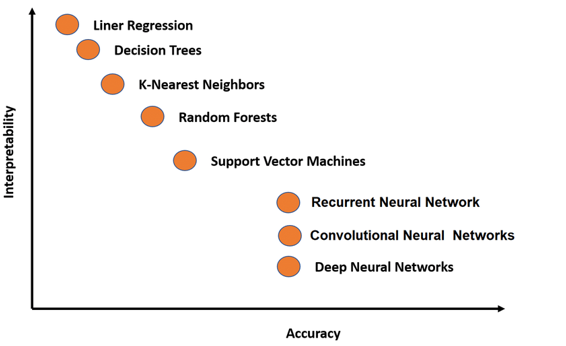 Liner Regression
Decision Trees
K-Nearest Neighbors
Random Forests
Support Vector Machines
Recurrent Neural Network
Convolutional Neural Networks
Deep Neural Networks
Interpretability
Accuracy